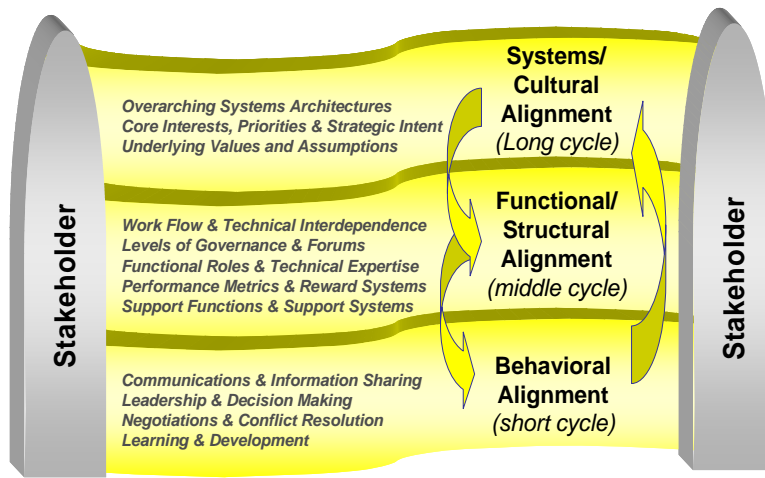 Stakeholder
Overarching Systems Architectures
Core Interests, Priorities & Strategic Intent
Underlying Values and Assumptions
Systems/
Cultural
Alignment
(Long cycle)
Work Flow & Technical Interdependence
Levels of Governance & Forums
Functional Roles & Technical Expertise
Performance Metrics & Reward Systems
Support Functions & Support Systems
Functional/
Structural
Alignment
(middle cycle)
Communications & Information Sharing
Leadership & Decision Making
Negotiations & Conflict Resolution
Learning & Development
Behavioral
Alignment
(short cycle)
Stakeholder